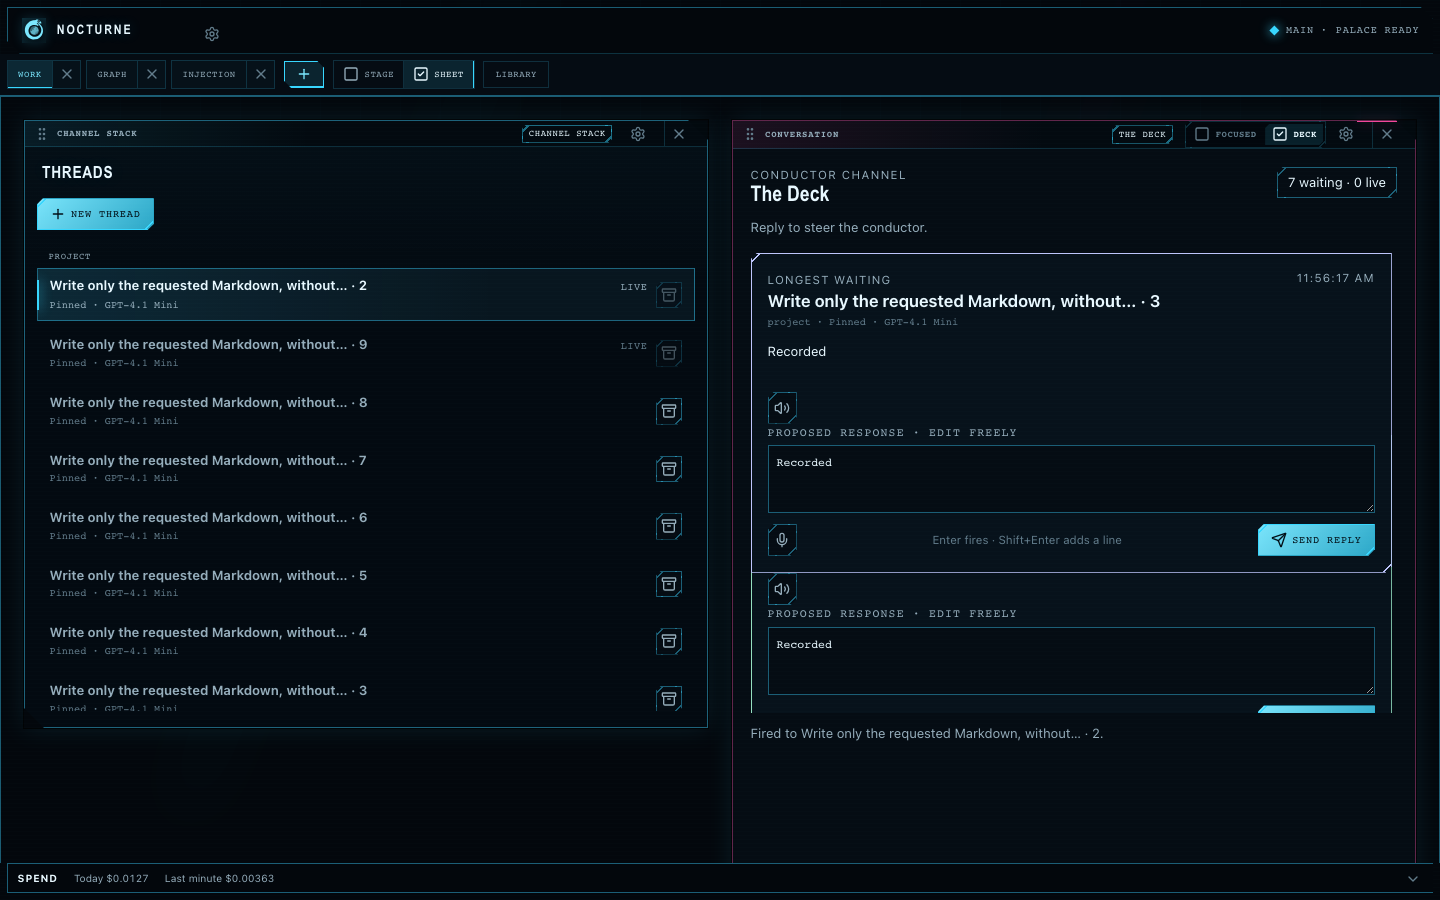 NOCTURNE
MAIN · PALACE READY
WORK
GRAPH
INJECTION
STAGE
SHEET
LIBRARY
CHANNEL STACK
CHANNEL STACK
THREADS
NEW THREAD
PROJECT
Write only the requested Markdown, without... · 2
Pinned · GPT-4.1 Mini
LIVE
Write only the requested Markdown, without... · 9
Pinned · GPT-4.1 Mini
LIVE
Write only the requested Markdown, without... · 8
Pinned · GPT-4.1 Mini
Write only the requested Markdown, without... · 7
Pinned · GPT-4.1 Mini
Write only the requested Markdown, without... · 6
Pinned · GPT-4.1 Mini
Write only the requested Markdown, without... · 5
Pinned · GPT-4.1 Mini
Write only the requested Markdown, without... · 4
Pinned · GPT-4.1 Mini
Write only the requested Markdown, without... · 3
Pinned · GPT-4.1 Mini
CONVERSATION
THE DECK
FOCUSED
DECK
CONDUCTOR CHANNEL
The Deck
7 waiting · 0 live
Reply to steer the conductor.
LONGEST WAITING
11:56:17 AM
Write only the requested Markdown, without... · 3
project · Pinned · GPT-4.1 Mini
Recorded
PROPOSED RESPONSE · EDIT FREELY
Recorded
Enter fires · Shift+Enter adds a line
SEND REPLY
PROPOSED RESPONSE · EDIT FREELY
Recorded
Fired to Write only the requested Markdown, without... · 2.
SPEND
Today $0.0127
Last minute $0.00363